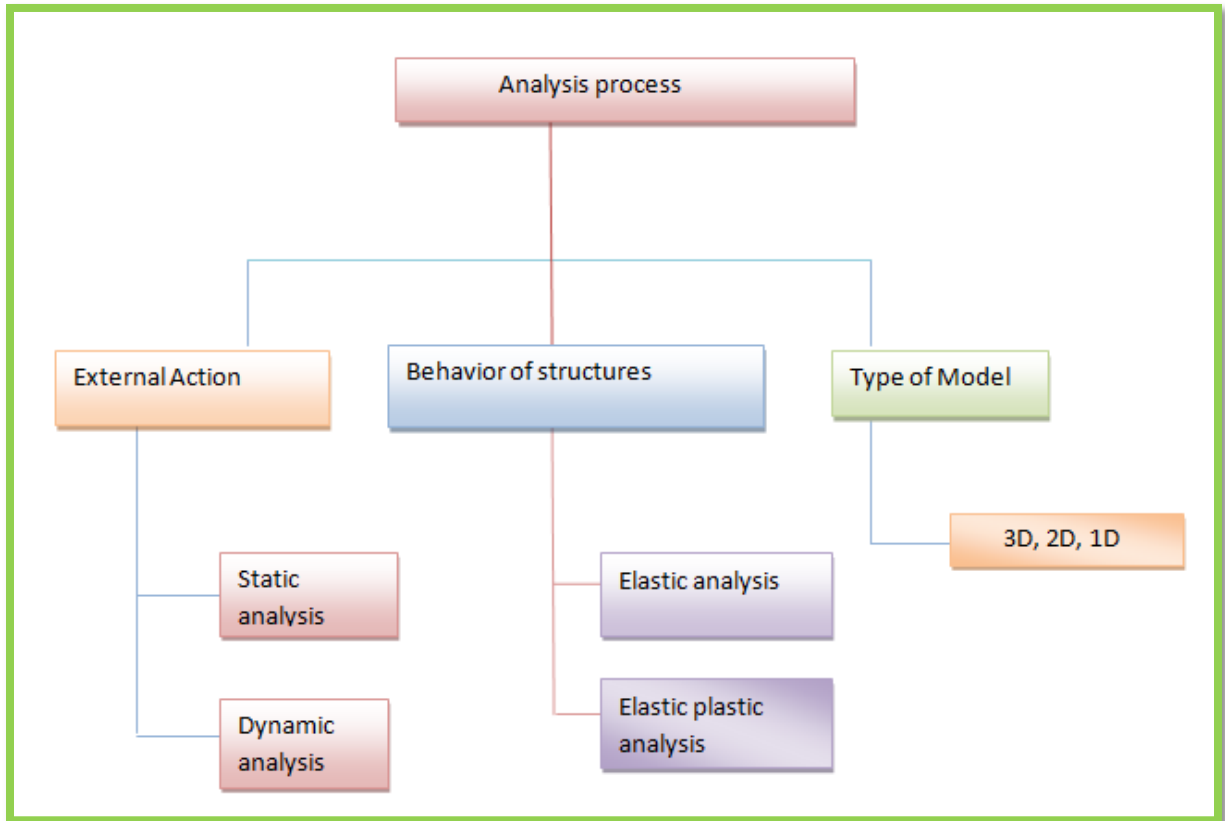 Analysis process
External Action
Behavior of structures
Type of Model
3D, 2D, 1D
Static
analysis
Elastic analysis
Dynamic
analysis
Elastic plastic
analysis